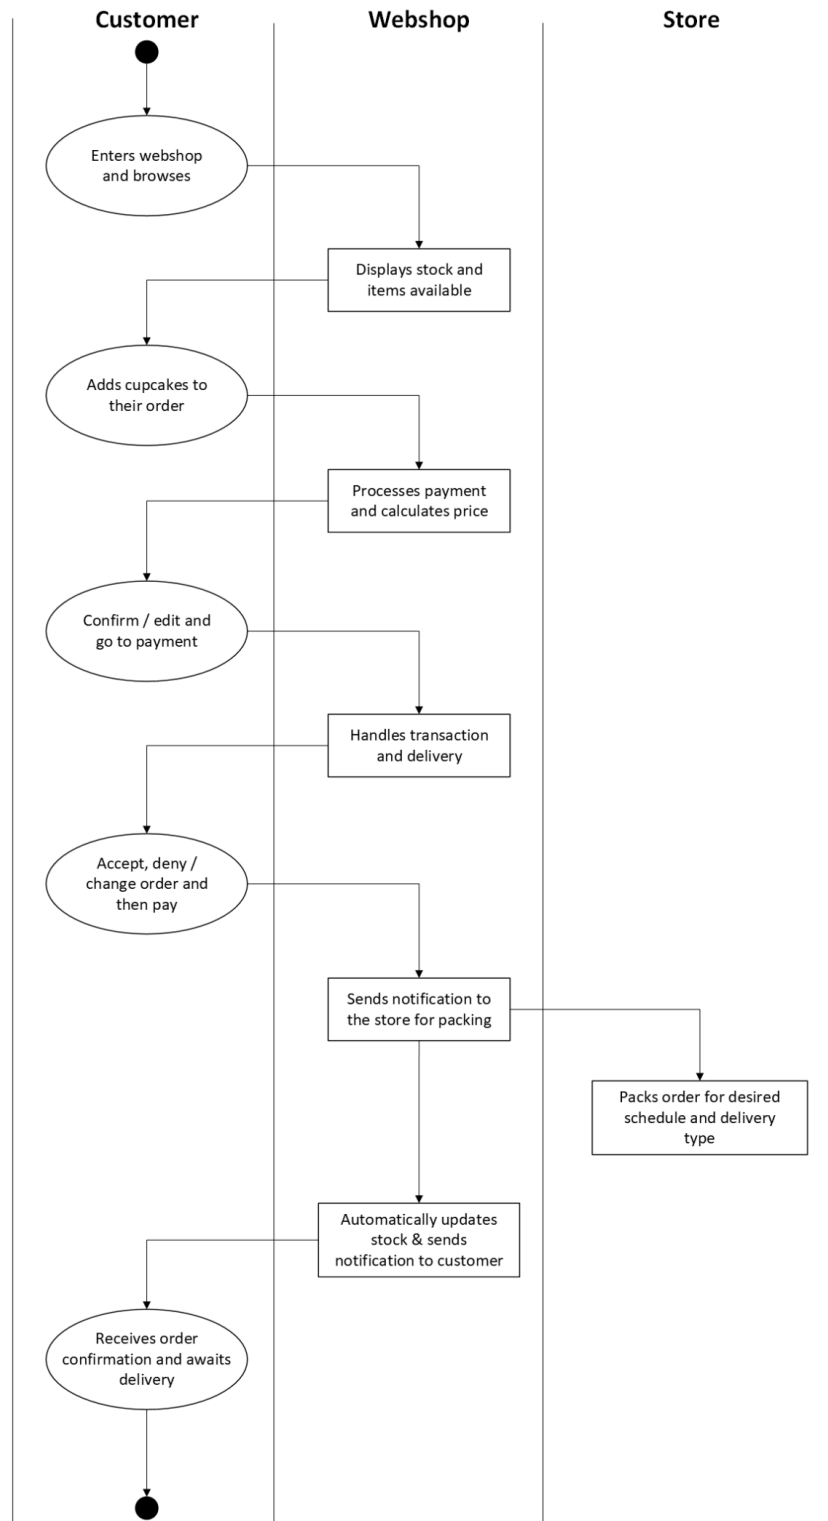 Customer
Webshop
Store
Enters webshop
and browses
Displays stock and
items available
Adds cupcakes to
their order
Processes payment
and calculates price
Confirm / edit and
go to payment
Handles transaction
and delivery
Accept, deny /
change order and
then pay
Sends notification to
the store for packing
Packs order for desired
schedule and delivery
type
Automatically updates
stock & sends
notification to customer
Receives order
confirmation and awaits
delivery